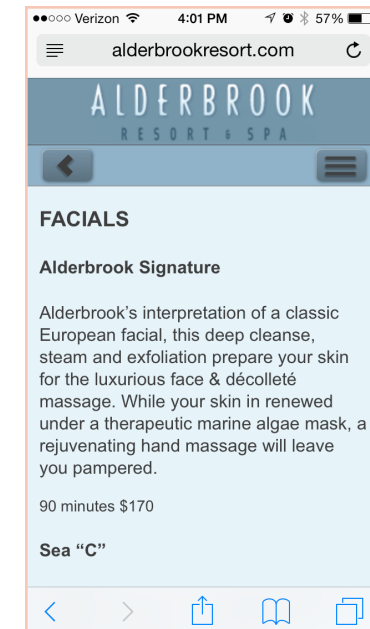 Verizon 4:01 PM 57%
alderbrookresort.com
ALDERBROOK
RESORT & SPA
FACIALS
Alderbrook Signature
Alderbrook's interpretation of a classic
European facial, this deep cleanse,
steam and exfoliation prepare your skin
for the luxurious face & décolleté
massage. While your skin in renewed
under a therapeutic marine algae mask, a
rejuvenating hand massage will leave
you pampered.
90 minutes $170
Sea “C”